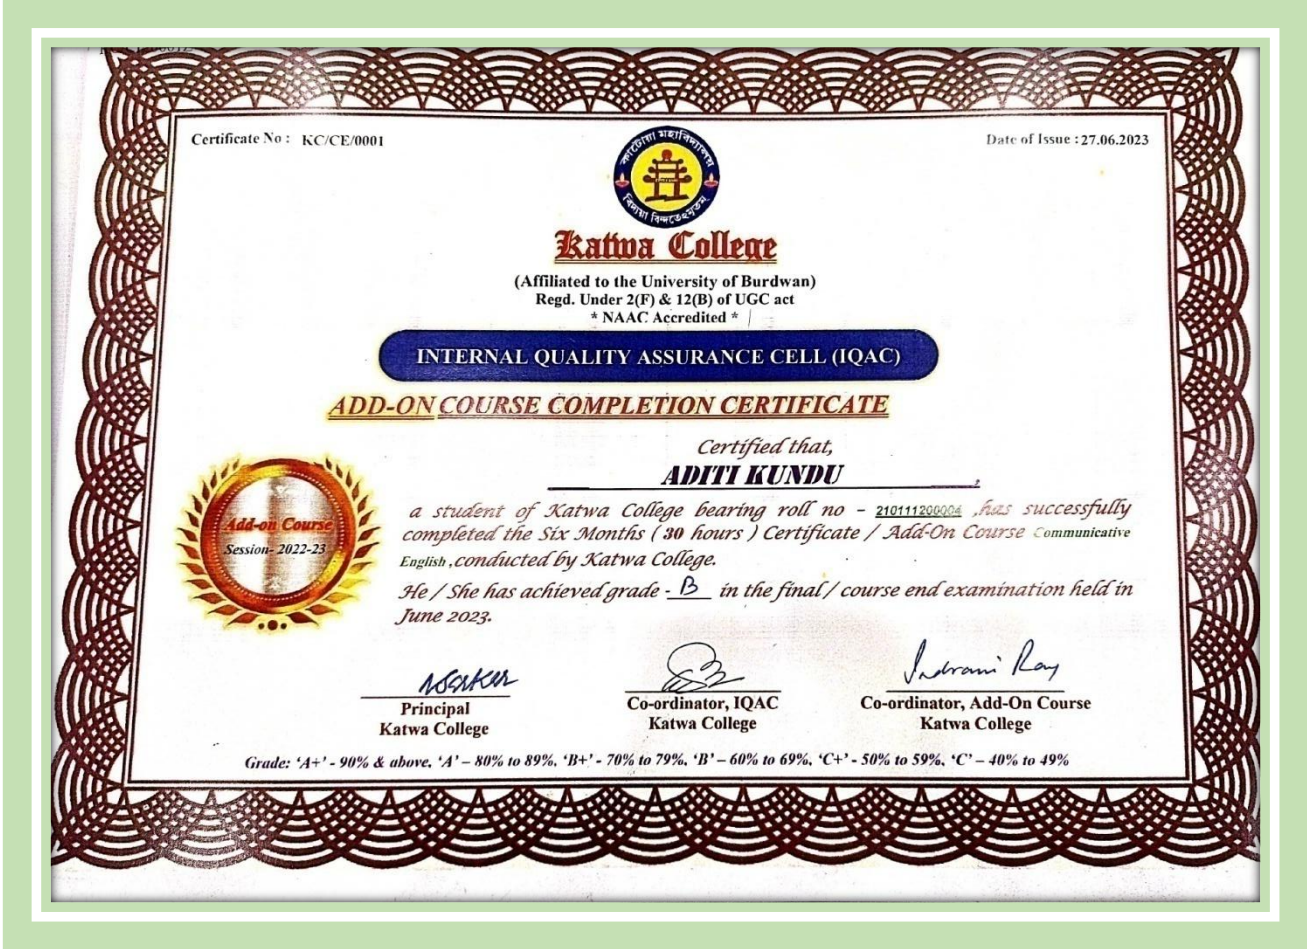 Certificate No : KC/CE/0001
Date of Issue : 27.06.2023
কাটোয়া মহাবিদ্যালয়
বিদ্যয়া বিন্দতেঽমৃতম্
Katwa College
(Affiliated to the University of Burdwan)
Regd. Under 2(F) & 12(B) of UGC act
* NAAC Accredited *
INTERNAL QUALITY ASSURANCE CELL (IQAC)
ADD-ON COURSE COMPLETION CERTIFICATE
Certified that,
ADITI KUNDU ,
a student of Katwa College bearing roll no – 210111200004 ,has successfully
completed the Six Months ( 30 hours ) Certificate / Add-On Course Communicative
English ,conducted by Katwa College.
He / She has achieved grade - B in the final / course end examination held in
June 2023.
Add-on Course
Session- 2022-23
Indrani Ray
Principal
Katwa College
Co-ordinator, IQAC
Katwa College
Co-ordinator, Add-On Course
Katwa College
Grade: ‘A+’ - 90% & above, ‘A’ – 80% to 89%, ‘B+’ - 70% to 79%, ‘B’ – 60% to 69%, ‘C+’ - 50% to 59%, ‘C’ – 40% to 49%